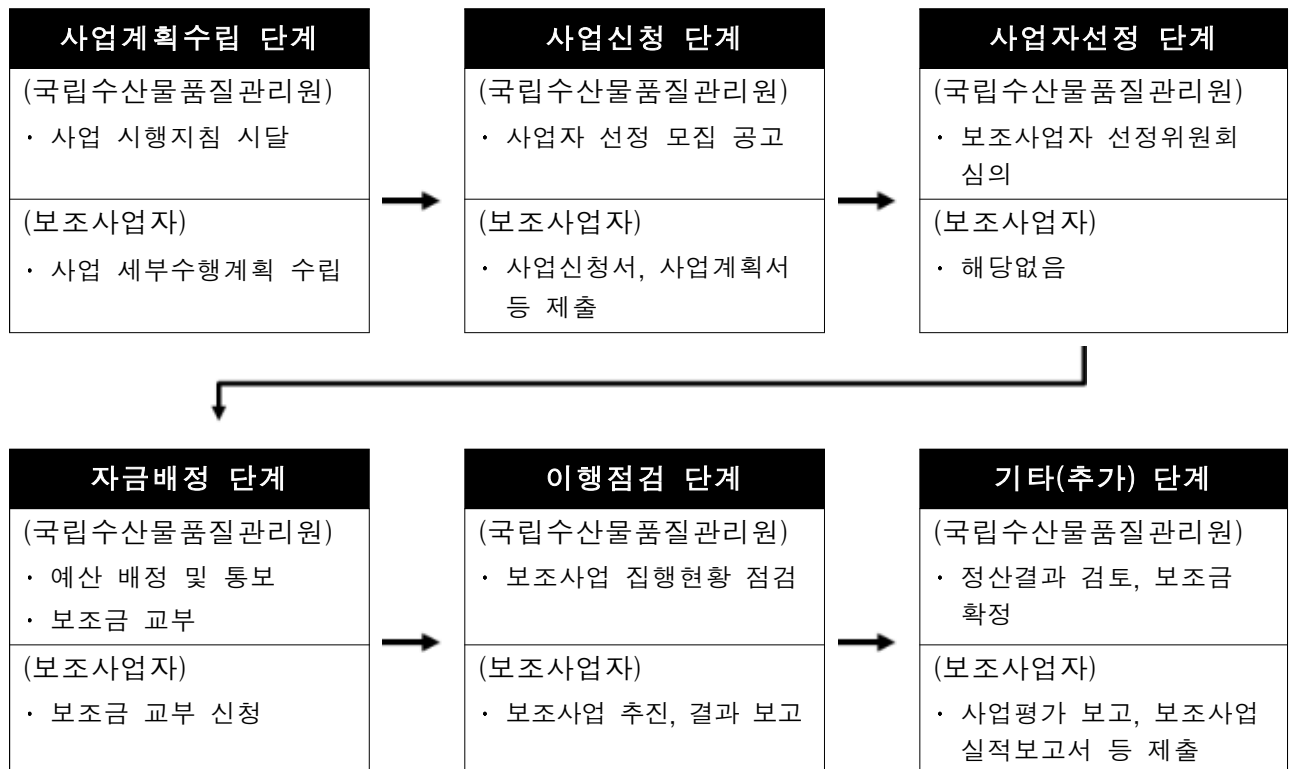 사업계획수립 단계
(국립수산물품질관리원)
· 사업 시행지침 시달
(보조사업자)
· 사업 세부수행계획 수립
사업신청 단계
(국립수산물품질관리원)
· 사업자 선정 모집 공고
(보조사업자)
· 사업신청서, 사업계획서
등 제출
사업자선정 단계
(국립수산물품질관리원)
· 보조사업자 선정위원회
심의
(보조사업자)
· 해당없음
자금배정 단계
(국립수산물품질관리원)
· 예산 배정 및 통보
· 보조금 교부
(보조사업자)
· 보조금 교부 신청
이행점검 단계
(국립수산물품질관리원)
· 보조사업 집행현황 점검
(보조사업자)
· 보조사업 추진, 결과 보고
기타(추가) 단계
(국립수산물품질관리원)
· 정산결과 검토, 보조금
확정
(보조사업자)
· 사업평가 보고, 보조사업
실적보고서 등 제출